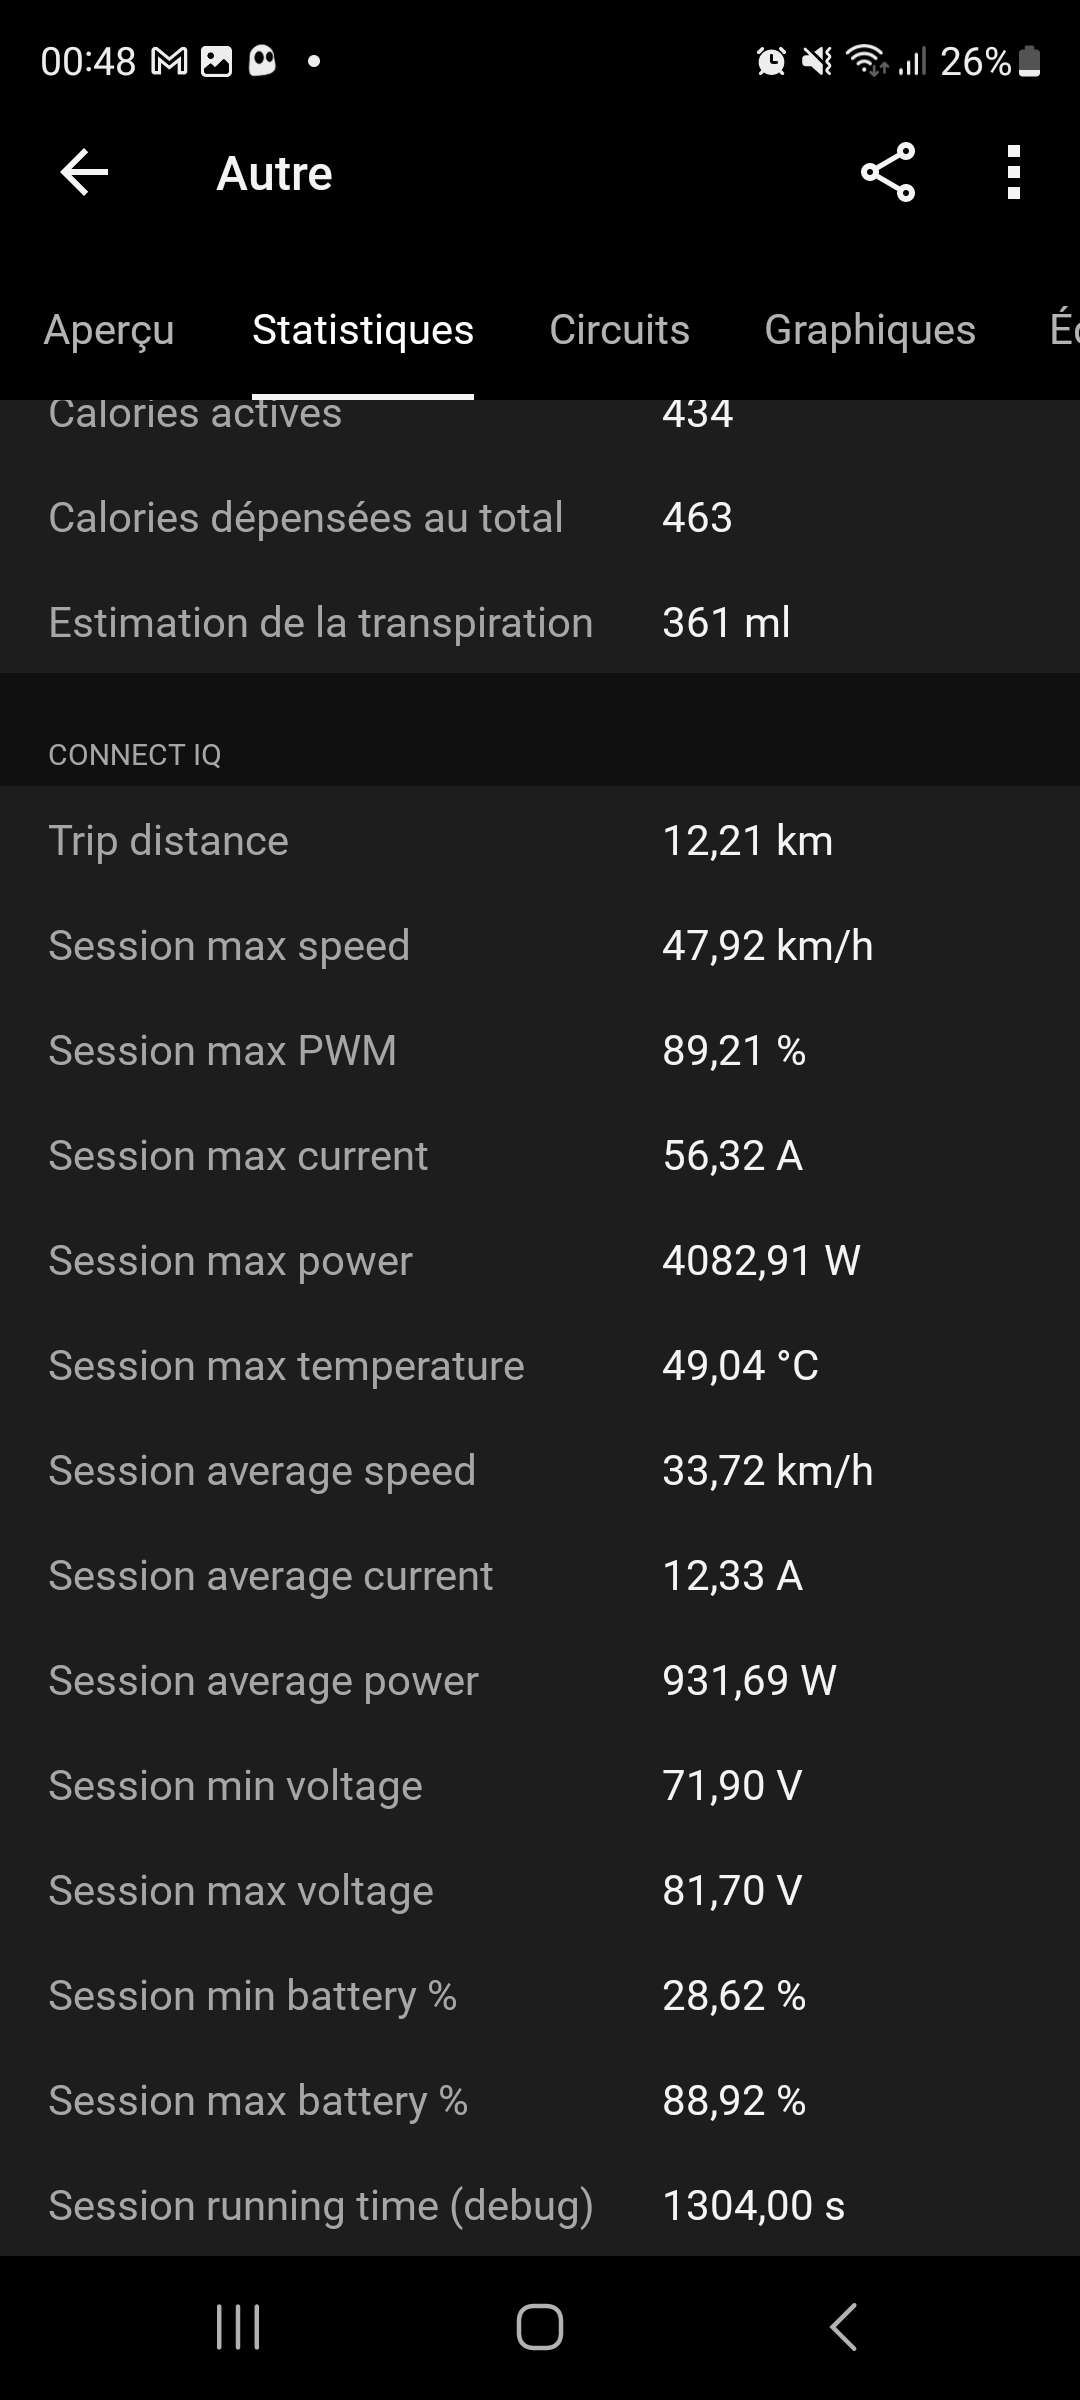 00:48 26%
Autre
Aperçu Statistiques Circuits Graphiques
Calories actives 434
Calories dépensées au total 463
Estimation de la transpiration 361 ml
CONNECT IQ
Trip distance 12,21 km
Session max speed 47,92 km/h
Session max PWM 89,21 %
Session max current 56,32 A
Session max power 4082,91 W
Session max temperature 49,04 °C
Session average speed 33,72 km/h
Session average current 12,33 A
Session average power 931,69 W
Session min voltage 71,90 V
Session max voltage 81,70 V
Session min battery % 28,62 %
Session max battery % 88,92 %
Session running time (debug) 1304,00 s